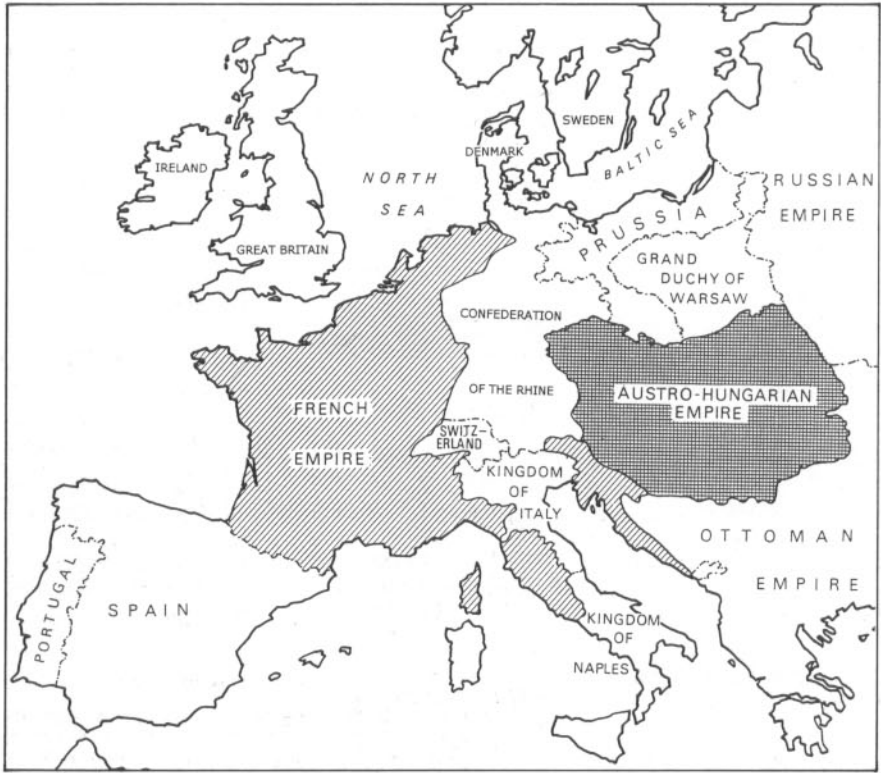 SWEDEN
DENMARK
BALTIC SEA
IRELAND
NORTH
SEA
RUSSIAN
EMPIRE
PRUSSIA
GREAT BRITAIN
GRAND
DUCHY OF
WARSAW
CONFEDERATION
OF THE RHINE
AUSTRO-HUNGARIAN
EMPIRE
FRENCH
EMPIRE
SWITZ-
ERLAND
KINGDOM
OF
ITALY
OTTOMAN
EMPIRE
PORTUGAL
SPAIN
KINGDOM
OF
NAPLES